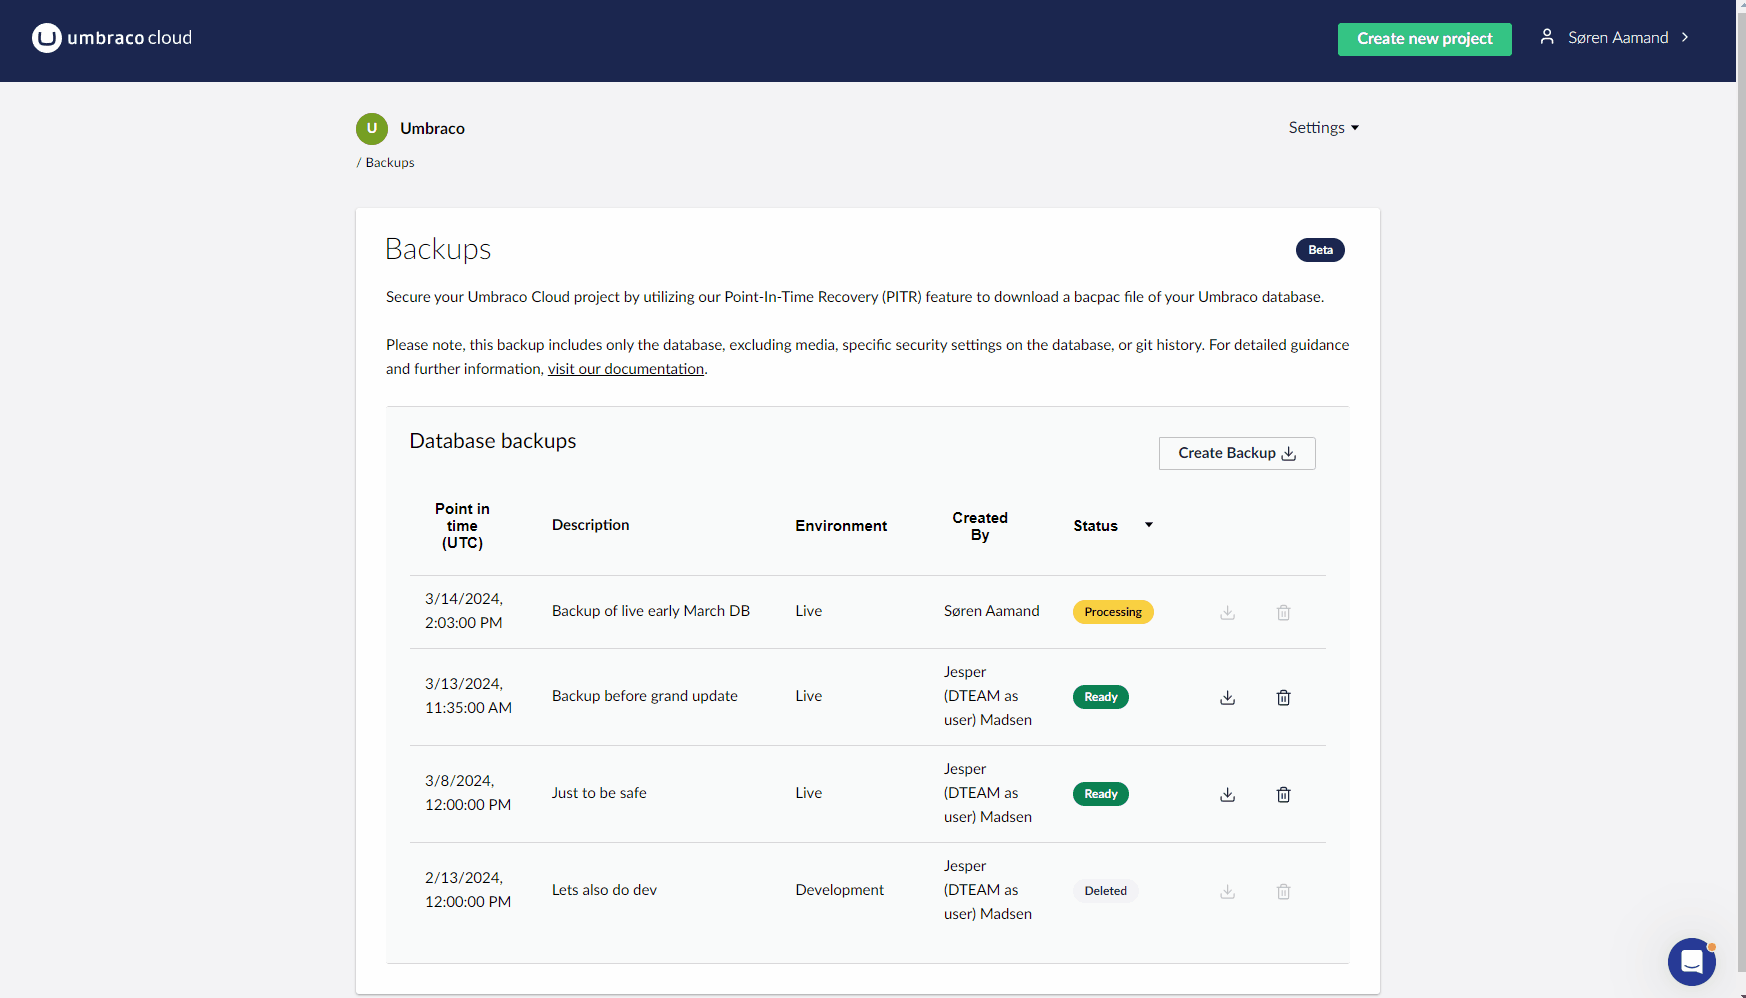 umbraco cloud
Create new project
Søren Aamand
U
Umbraco
Settings
/ Backups
Backups
Beta
Secure your Umbraco Cloud project by utilizing our Point-In-Time Recovery (PITR) feature to download a bacpac file of your Umbraco database.
Please note, this backup includes only the database, excluding media, specific security settings on the database, or git history. For detailed guidance
and further information, visit our documentation.
Database backups
Create Backup
Point in
time
(UTC)
Description
Environment
Created
By
Status
3/14/2024,
2:03:00 PM
Backup of live early March DB
Live
Søren Aamand
Processing
3/13/2024,
11:35:00 AM
Backup before grand update
Live
Jesper
(DTEAM as
user) Madsen
Ready
3/8/2024,
12:00:00 PM
Just to be safe
Live
Jesper
(DTEAM as
user) Madsen
Ready
2/13/2024,
12:00:00 PM
Lets also do dev
Development
Jesper
(DTEAM as
user) Madsen
Deleted